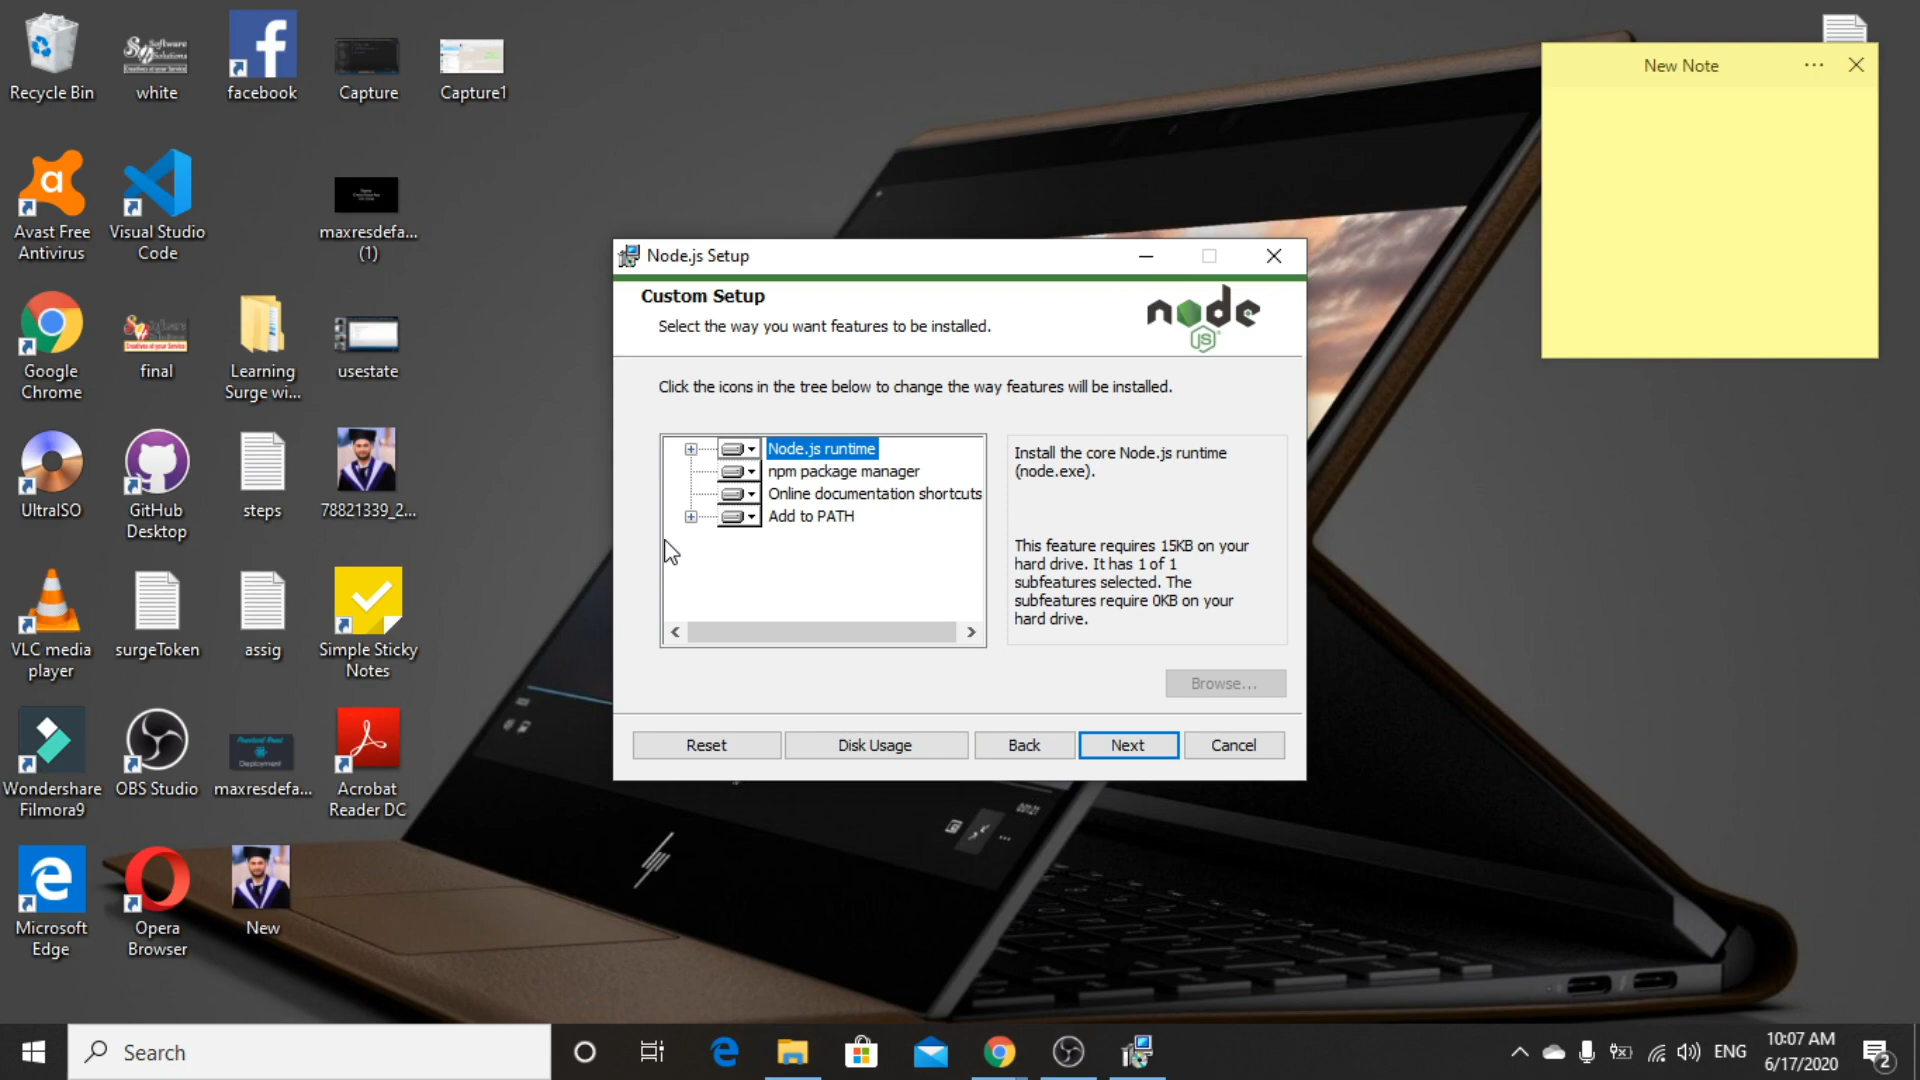 Recycle Bin
white
facebook
Capture
Capture1
Software
Solutions
Avast Free
Antivirus
Visual Studio
Code
maxresdefa...
(1)
Google
Chrome
final
Learning
Surge wi...
usestate
UltraISO
GitHub
Desktop
steps
78821339_2...
VLC media
player
surgeToken
assig
Simple Sticky
Notes
Wondershare
Filmora9
OBS Studio
Deployment
maxresdefa...
Acrobat
Reader DC
Microsoft
Edge
Opera
Browser
New
New Note
Node.js Setup
Custom Setup
Select the way you want features to be installed.
node
JS
Click the icons in the tree below to change the way features will be installed.
Node.js runtime
npm package manager
Online documentation shortcuts
Add to PATH
Install the core Node.js runtime
(node.exe).
This feature requires 15KB on your
hard drive. It has 1 of 1
subfeatures selected. The
subfeatures require 0KB on your
hard drive.
Browse...
Reset
Disk Usage
Back
Next
Cancel
hp
Search
ENG
10:07 AM
6/17/2020
2